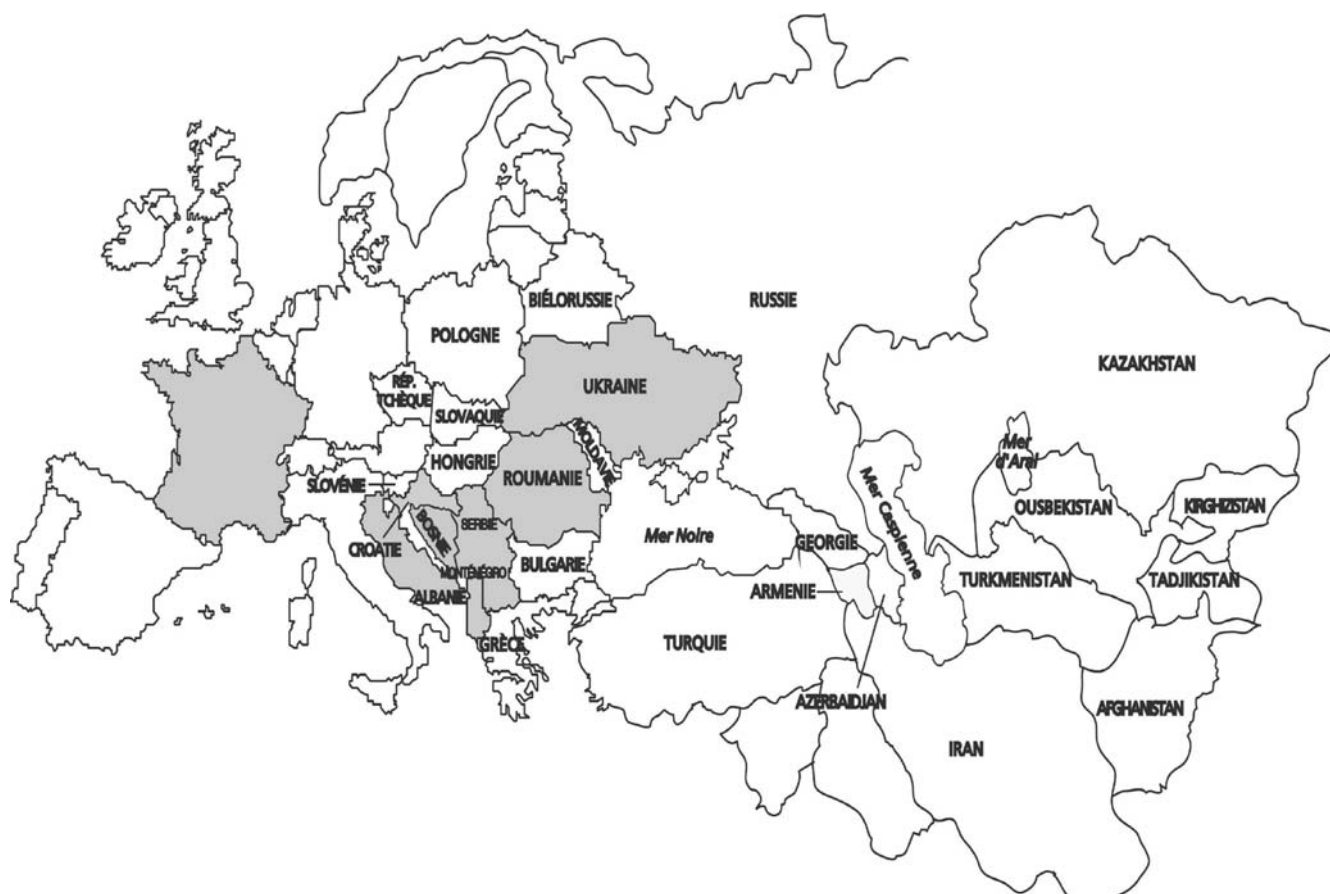 BIÉLORUSSIE
RUSSIE
POLOGNE
KAZAKHSTAN
UKRAINE
RÉP.
TCHÈQUE
SLOVAQUIE
MOLDAVIE
HONGRIE
Mer
d'Aral
ROUMANIE
SLOVÉNIE
Mer Caspienne
OUSBEKISTAN
KIRGHIZISTAN
BOSNIE
SERBIE
Mer Noire
GEORGIE
CROATIE
BULGARIE
MONTÉNÉGRO
TURKMENISTAN
TADJIKISTAN
ARMENIE
ALBANIE
GRÈCE
TURQUIE
AZERBAIDJAN
AFGHANISTAN
IRAN